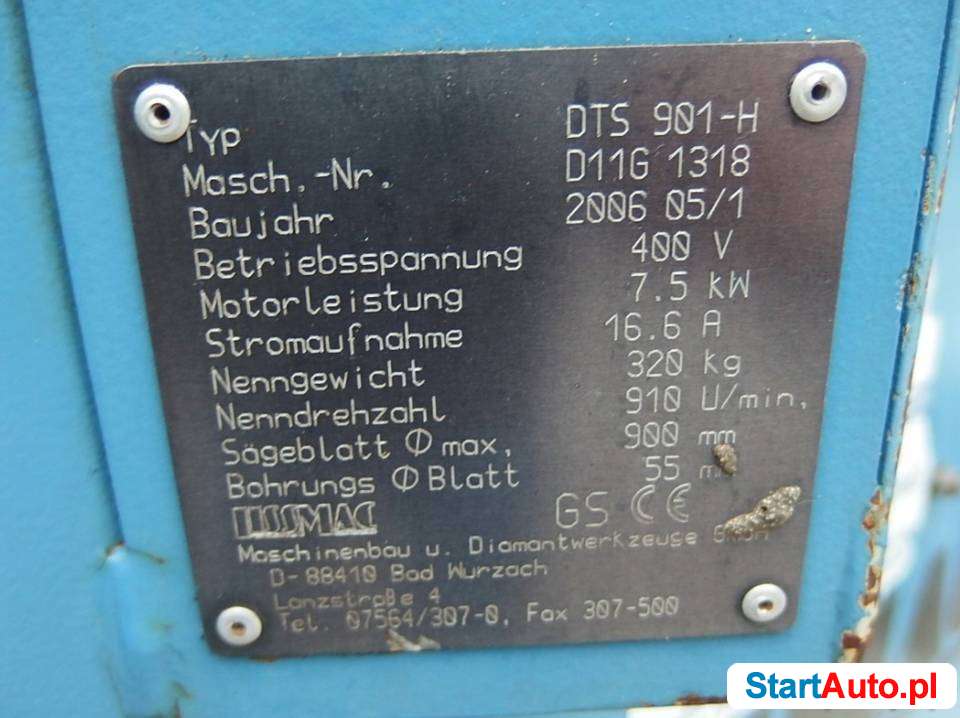 Typ DTS 901-H
Masch.-Nr. D11G 1318
Baujahr 2006 05/1
Betriebsspannung 400 V
Motorleistung 7.5 kW
Stromaufnahme 16.6 A
Nenngewicht 320 kg
Nenndrehzahl 910 U/min.
Sägeblatt Φ max. 900 mm
Bohrungs Φ Blatt 55 m
LISSMAC GS CE
Maschinenbau u. Diamantwerkzeuge GmbH
D-88410 Bad Wurzach
Lanzstraße 4
Tel. 07564/307-0, Fax 307-500
StartAuto.pl